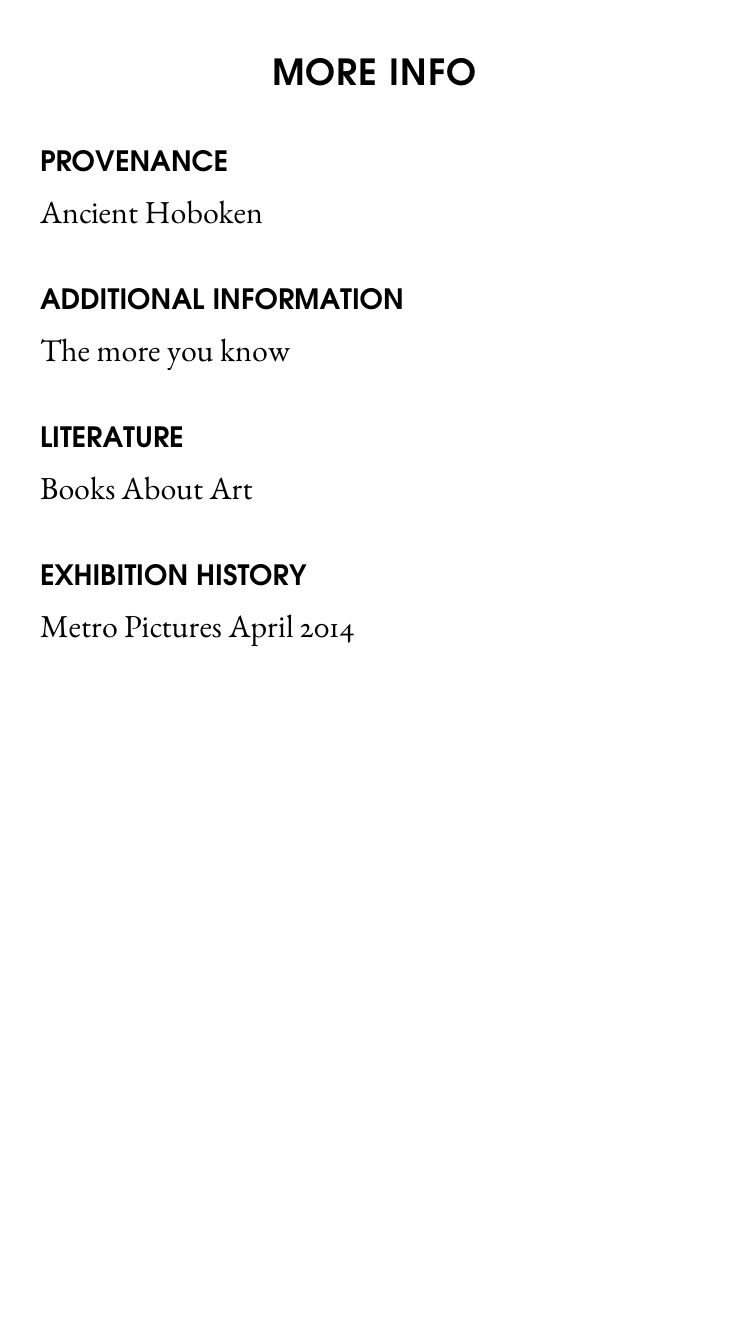 MORE INFO
PROVENANCE
Ancient Hoboken
ADDITIONAL INFORMATION
The more you know
LITERATURE
Books About Art
EXHIBITION HISTORY
Metro Pictures April 2014